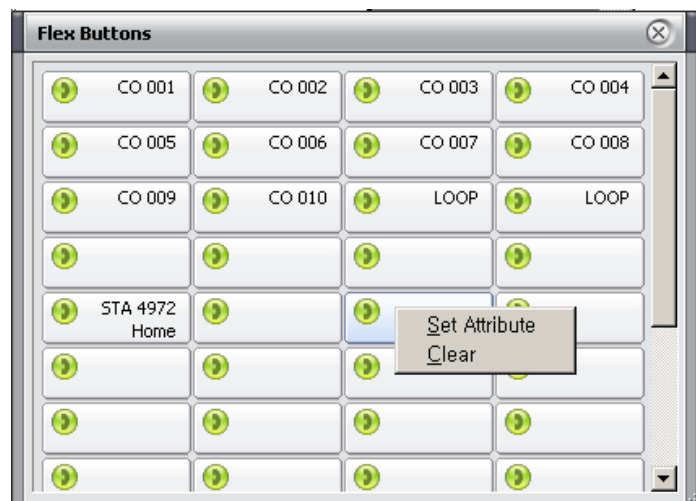 Flex Buttons
CO 001
CO 002
CO 003
CO 004
CO 005
CO 006
CO 007
CO 008
CO 009
CO 010
LOOP
LOOP
STA 4972
Home
Set Attribute
Clear